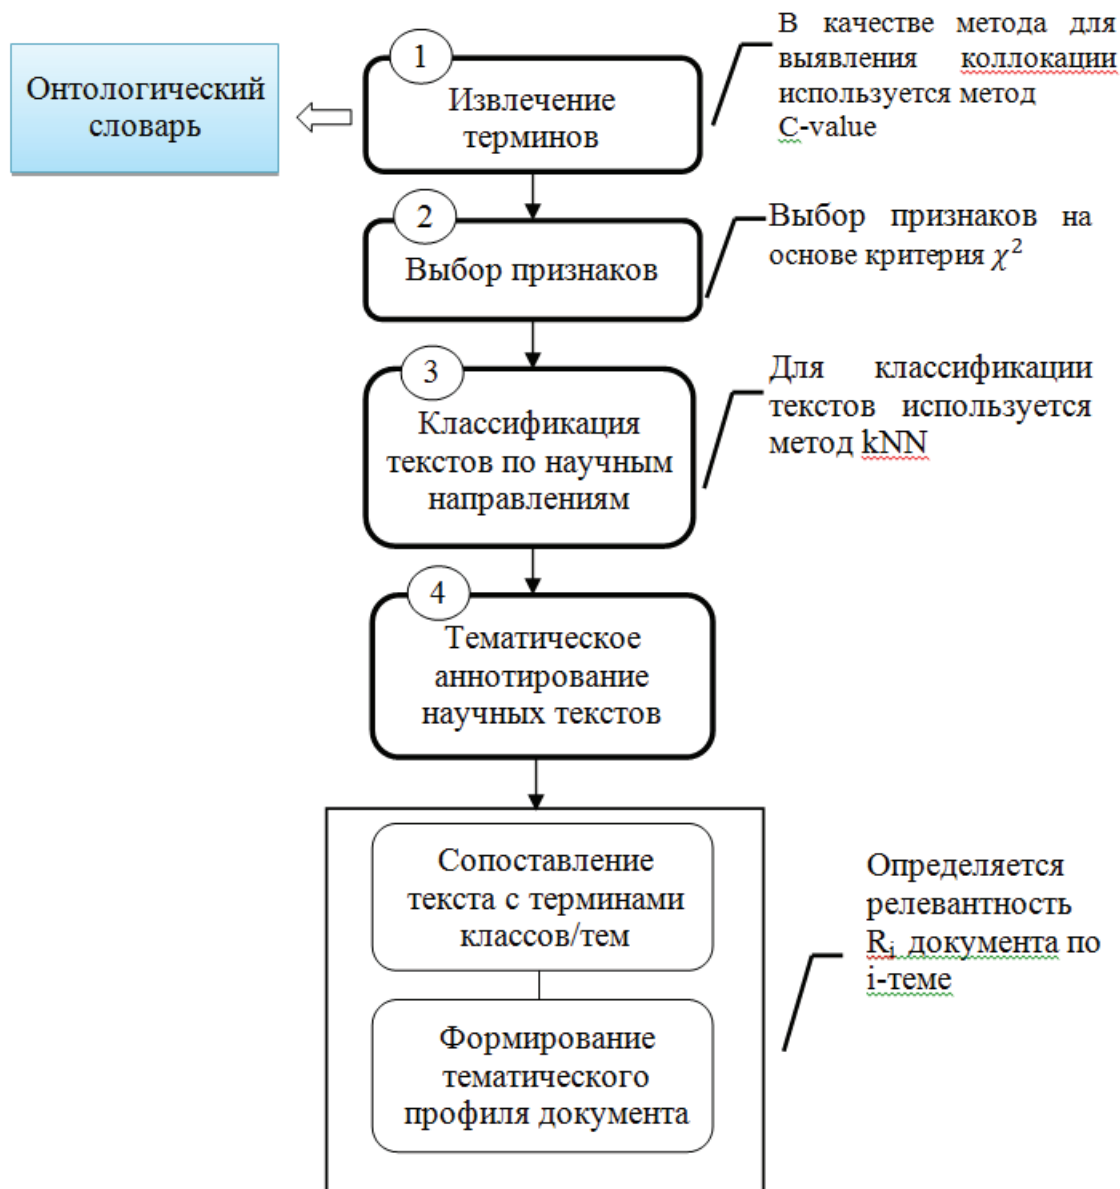 Онтологический
словарь
1
Извлечение
терминов
В качестве метода для
выявления коллокации
используется метод
C-value
2
Выбор признаков
Выбор признаков на
основе критерия χ²
3
Классификация
текстов по научным
направлениям
Для классификации
текстов используется
метод kNN
4
Тематическое
аннотирование
научных текстов
Сопоставление
текста с терминами
классов/тем
Формирование
тематического
профиля документа
Определяется
релевантность
Rᵢ документа по
i-теме